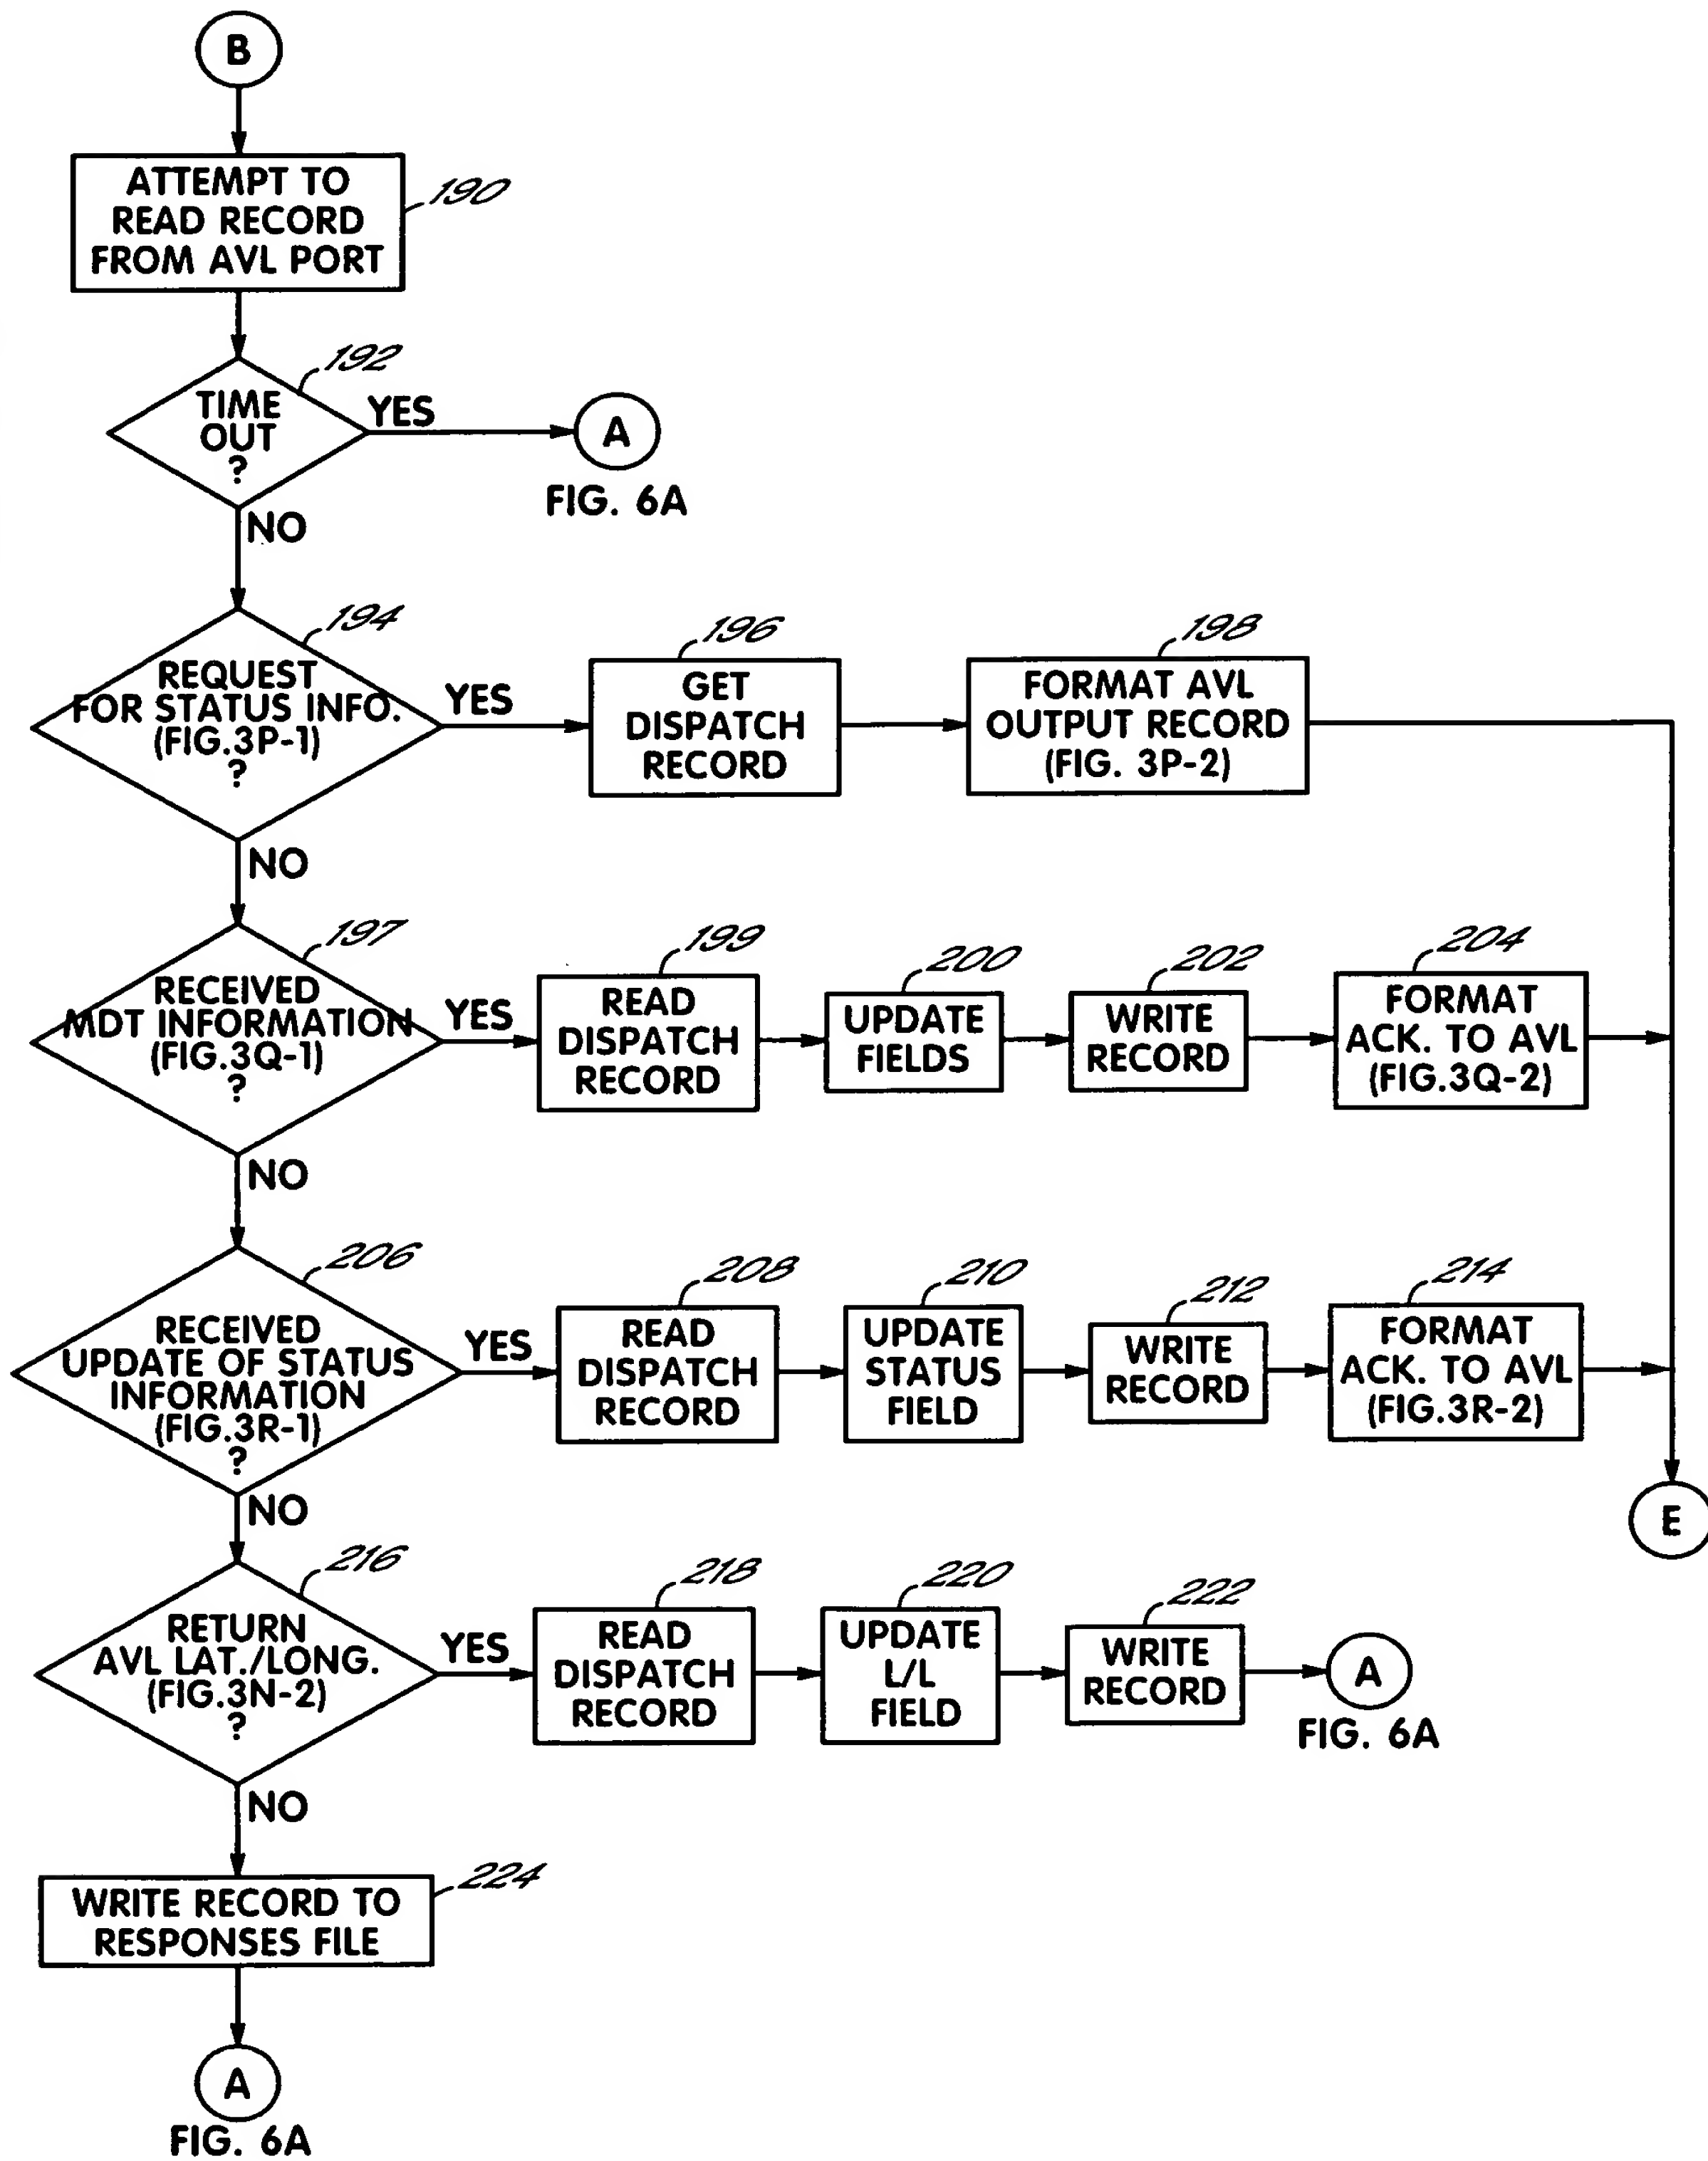 B
ATTEMPT TO
READ RECORD
FROM AVL PORT
190
192
TIME
OUT
?
YES
A
FIG. 6A
NO
194
REQUEST
FOR STATUS INFO.
(FIG.3P-1)
?
YES
196
GET
DISPATCH
RECORD
198
FORMAT AVL
OUTPUT RECORD
(FIG. 3P-2)
NO
197
RECEIVED
MDT INFORMATION
(FIG.3Q-1)
?
YES
199
READ
DISPATCH
RECORD
200
UPDATE
FIELDS
202
WRITE
RECORD
204
FORMAT
ACK. TO AVL
(FIG.3Q-2)
NO
206
RECEIVED
UPDATE OF STATUS
INFORMATION
(FIG.3R-1)
?
YES
208
READ
DISPATCH
RECORD
210
UPDATE
STATUS
FIELD
212
WRITE
RECORD
214
FORMAT
ACK. TO AVL
(FIG.3R-2)
E
NO
216
RETURN
AVL LAT./LONG.
(FIG.3N-2)
?
YES
218
READ
DISPATCH
RECORD
220
UPDATE
L/L
FIELD
222
WRITE
RECORD
A
FIG. 6A
NO
224
WRITE RECORD TO
RESPONSES FILE
A
FIG. 6A